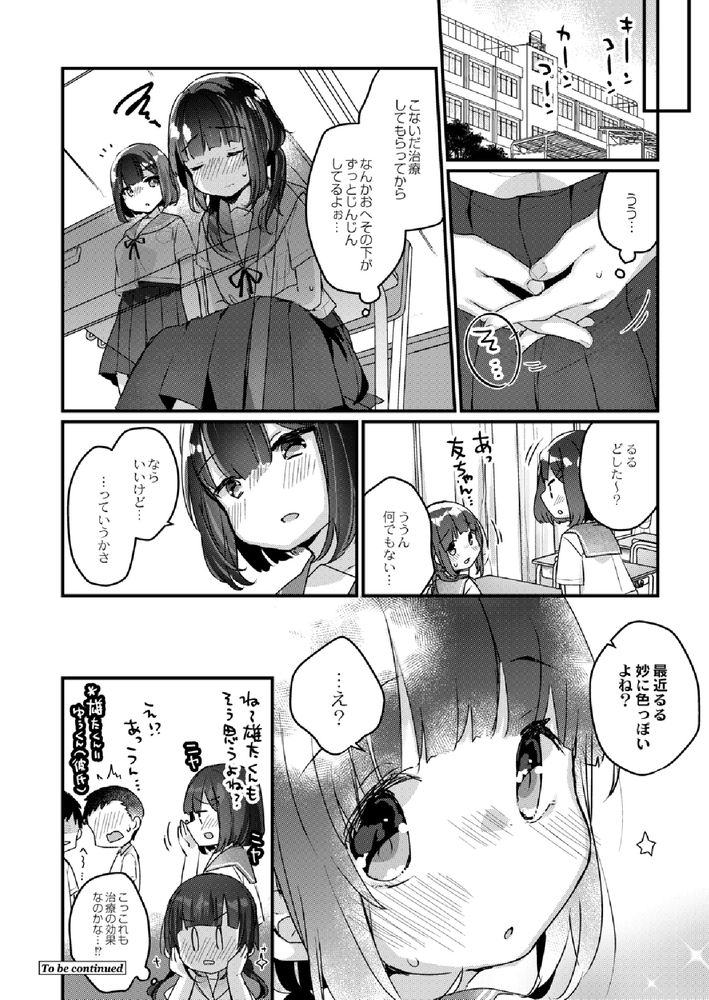 キーン
コーン
カーン
うう…
そ…
こないだ治療
してもらってから
なんかおへその下が
ずっとじんじん
してるよぉ…
るる
どした〜?
あっ
友ちゃん…
ううん
何でもない…
なら
いいけど…
…っていうかさ
最近るる
妙に色っぽい
よね?
…え?
ね〜雄太くんも
そう思うよね?
ニヤ
ニヤ
え!?
あっ
うん
*雄太くん=
ゆうくん(彼氏)
こっこれも
治療の効果
なのかな…!?
To be continued